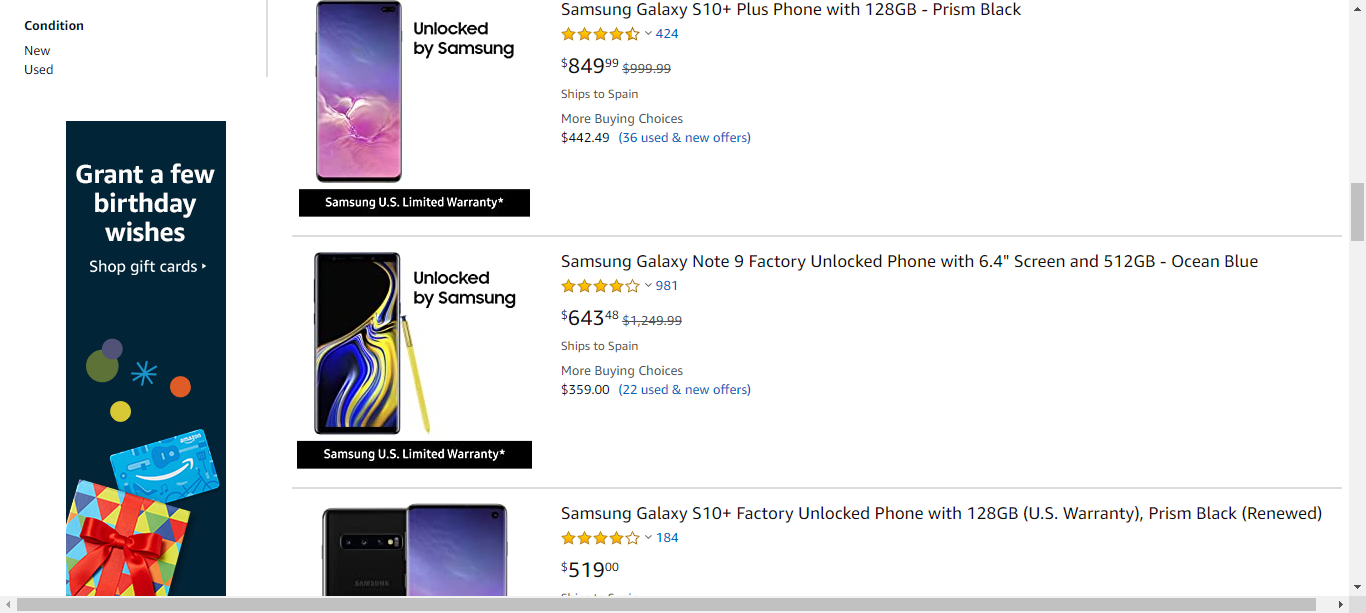 Condition
New
Used
Grant a few
birthday
wishes
Shop gift cards ▸
amazon
Unlocked
by Samsung
Samsung U.S. Limited Warranty*
Samsung Galaxy S10+ Plus Phone with 128GB - Prism Black
424
$849.99 $999.99
Ships to Spain
More Buying Choices
$442.49 (36 used & new offers)
Unlocked
by Samsung
Samsung U.S. Limited Warranty*
Samsung Galaxy Note 9 Factory Unlocked Phone with 6.4" Screen and 512GB - Ocean Blue
981
$643.48 $1,249.99
Ships to Spain
More Buying Choices
$359.00 (22 used & new offers)
SAMSUNG
Samsung Galaxy S10+ Factory Unlocked Phone with 128GB (U.S. Warranty), Prism Black (Renewed)
184
$519.00